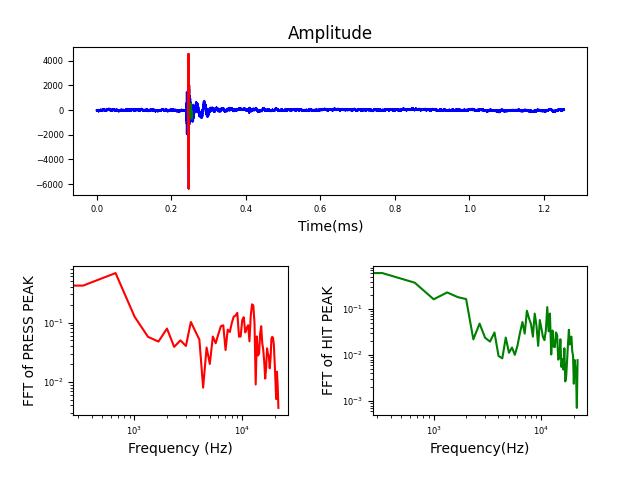 Amplitude
4000
2000
0
−2000
−4000
−6000
0.0 0.2 0.4 0.6 0.8 1.0 1.2
Time(ms)
FFT of PRESS PEAK
10⁻¹
10⁻²
10³ 10⁴
Frequency (Hz)
FFT of HIT PEAK
10⁻¹
10⁻²
10⁻³
10³ 10⁴
Frequency(Hz)